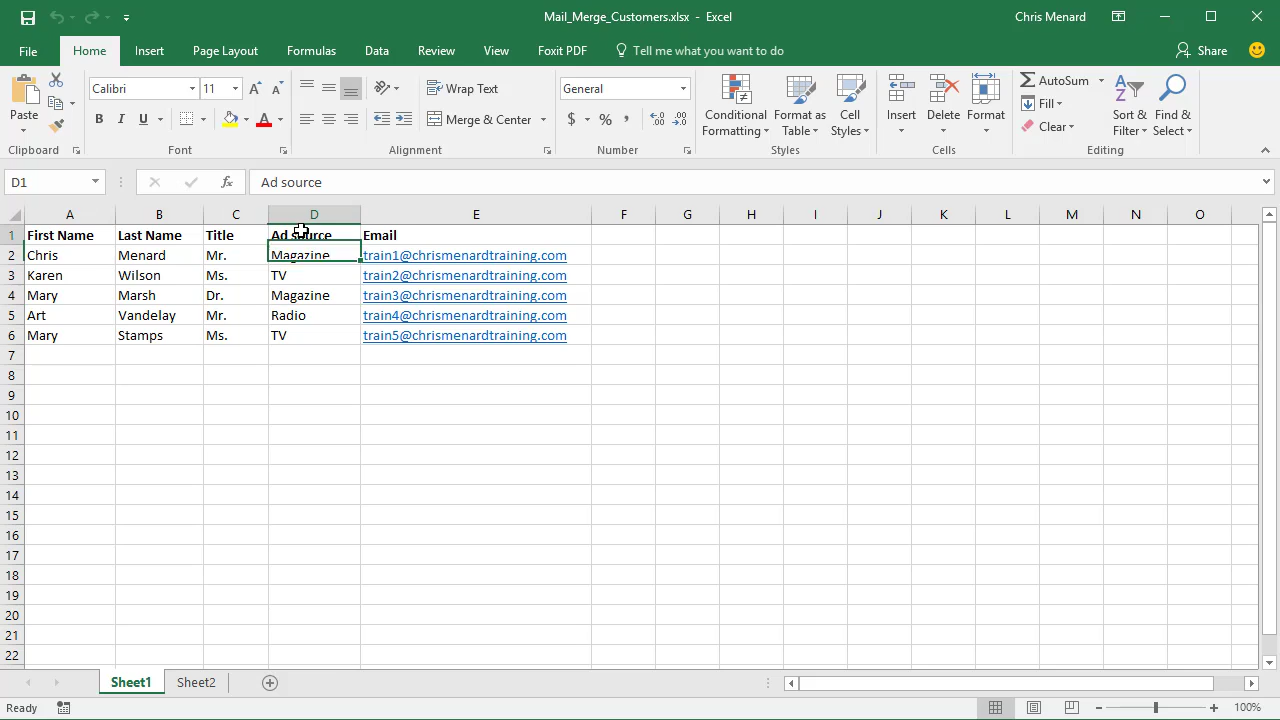 Mail_Merge_Customers.xlsx - Excel
Chris Menard
File Home Insert Page Layout Formulas Data Review View Foxit PDF Tell me what you want to do Share
Paste
Clipboard
Calibri 11
B I U
Font
Wrap Text
Merge & Center
Alignment
General
$ % ,
Number
Conditional Formatting
Format as Table
Cell Styles
Styles
Insert Delete Format
Cells
AutoSum
Fill
Clear
Sort & Filter
Find & Select
Editing
D1 fx Ad source
A B C D E F G H I J K L M N O
1 First Name Last Name Title Ad source Email
2 Chris Menard Mr. Magazine train1@chrismenardtraining.com
3 Karen Wilson Ms. TV train2@chrismenardtraining.com
4 Mary Marsh Dr. Magazine train3@chrismenardtraining.com
5 Art Vandelay Mr. Radio train4@chrismenardtraining.com
6 Mary Stamps Ms. TV train5@chrismenardtraining.com
7
8
9
10
11
12
13
14
15
16
17
18
19
20
21
22
Sheet1 Sheet2
Ready 100%